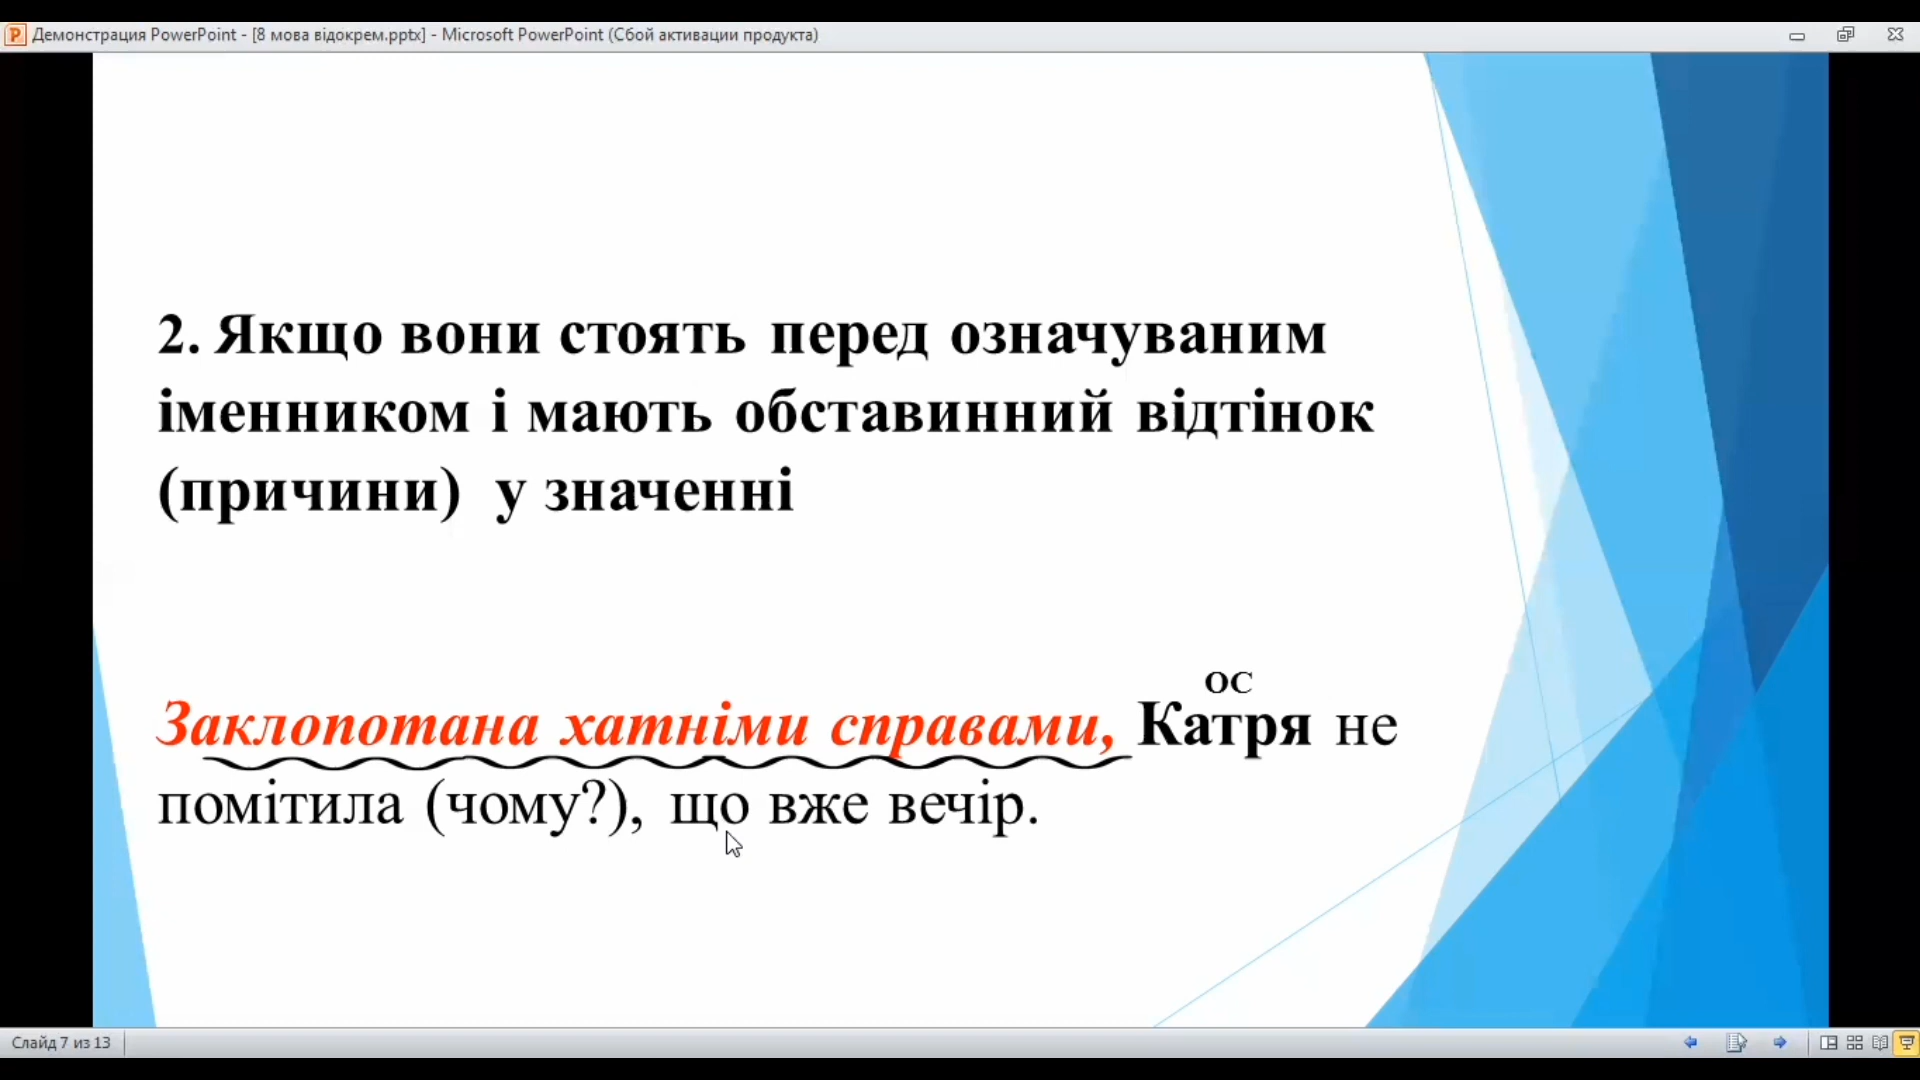 Демонстрация PowerPoint - [8 мова відокрем.pptx] - Microsoft PowerPoint (Сбой активации продукта)
2. Якщо вони стоять перед означуваним
іменником і мають обставинний відтінок
(причини) у значенні
ОС
Заклопотана хатніми справами, Катря не
помітила (чому?), що вже вечір.
Слайд 7 из 13